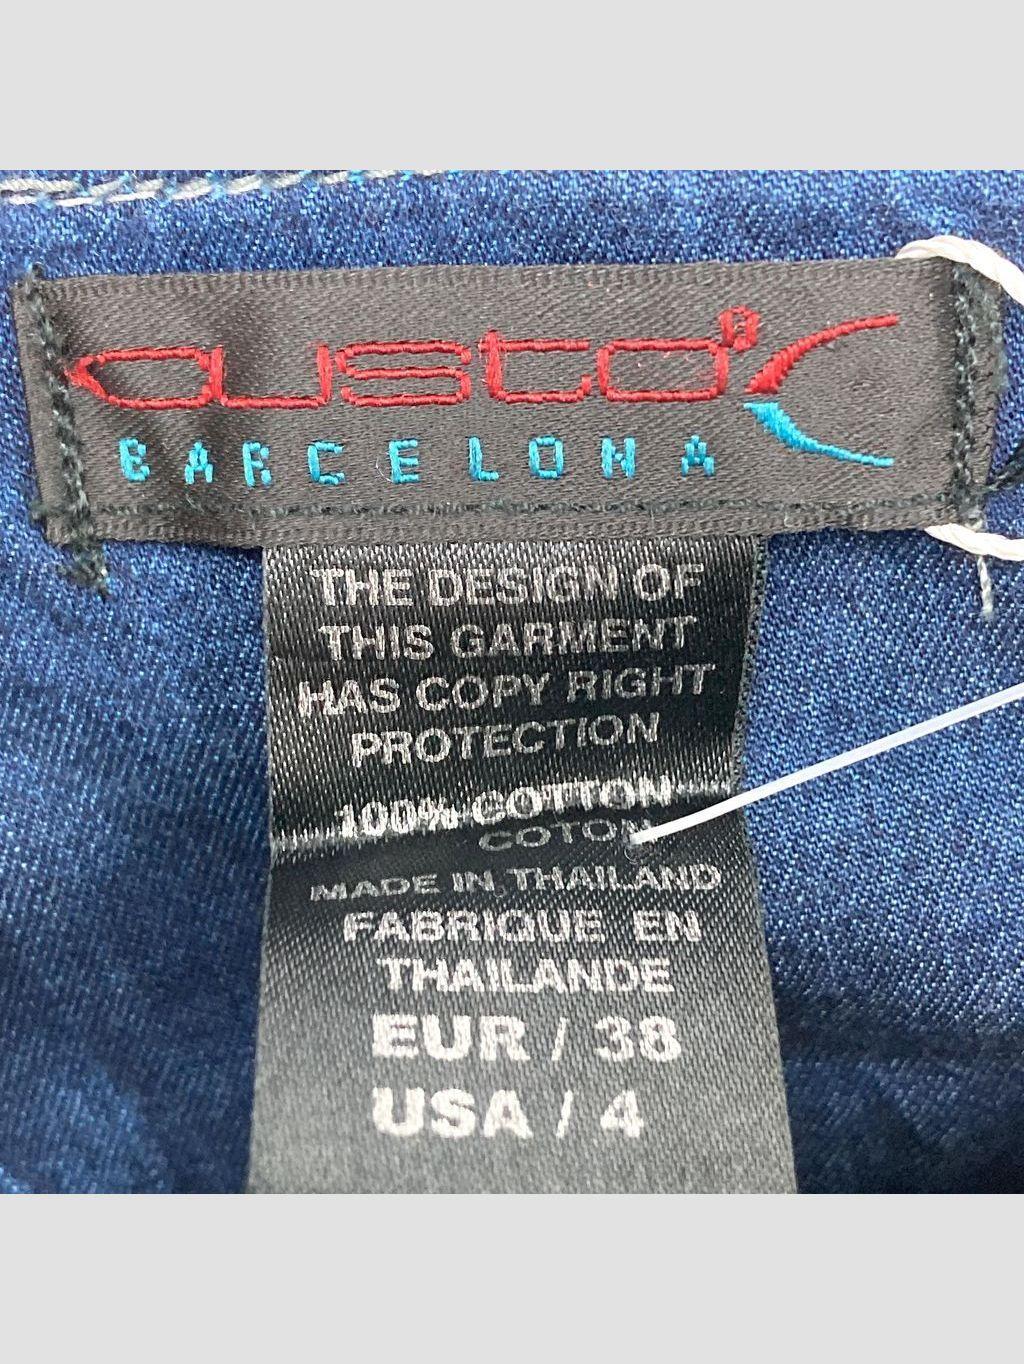 custo®
BARCELONA
THE DESIGN OF
THIS GARMENT
HAS COPY RIGHT
PROTECTION
100% COTTON
COTON
MADE IN THAILAND
FABRIQUE EN
THAILANDE
EUR / 38
USA / 4